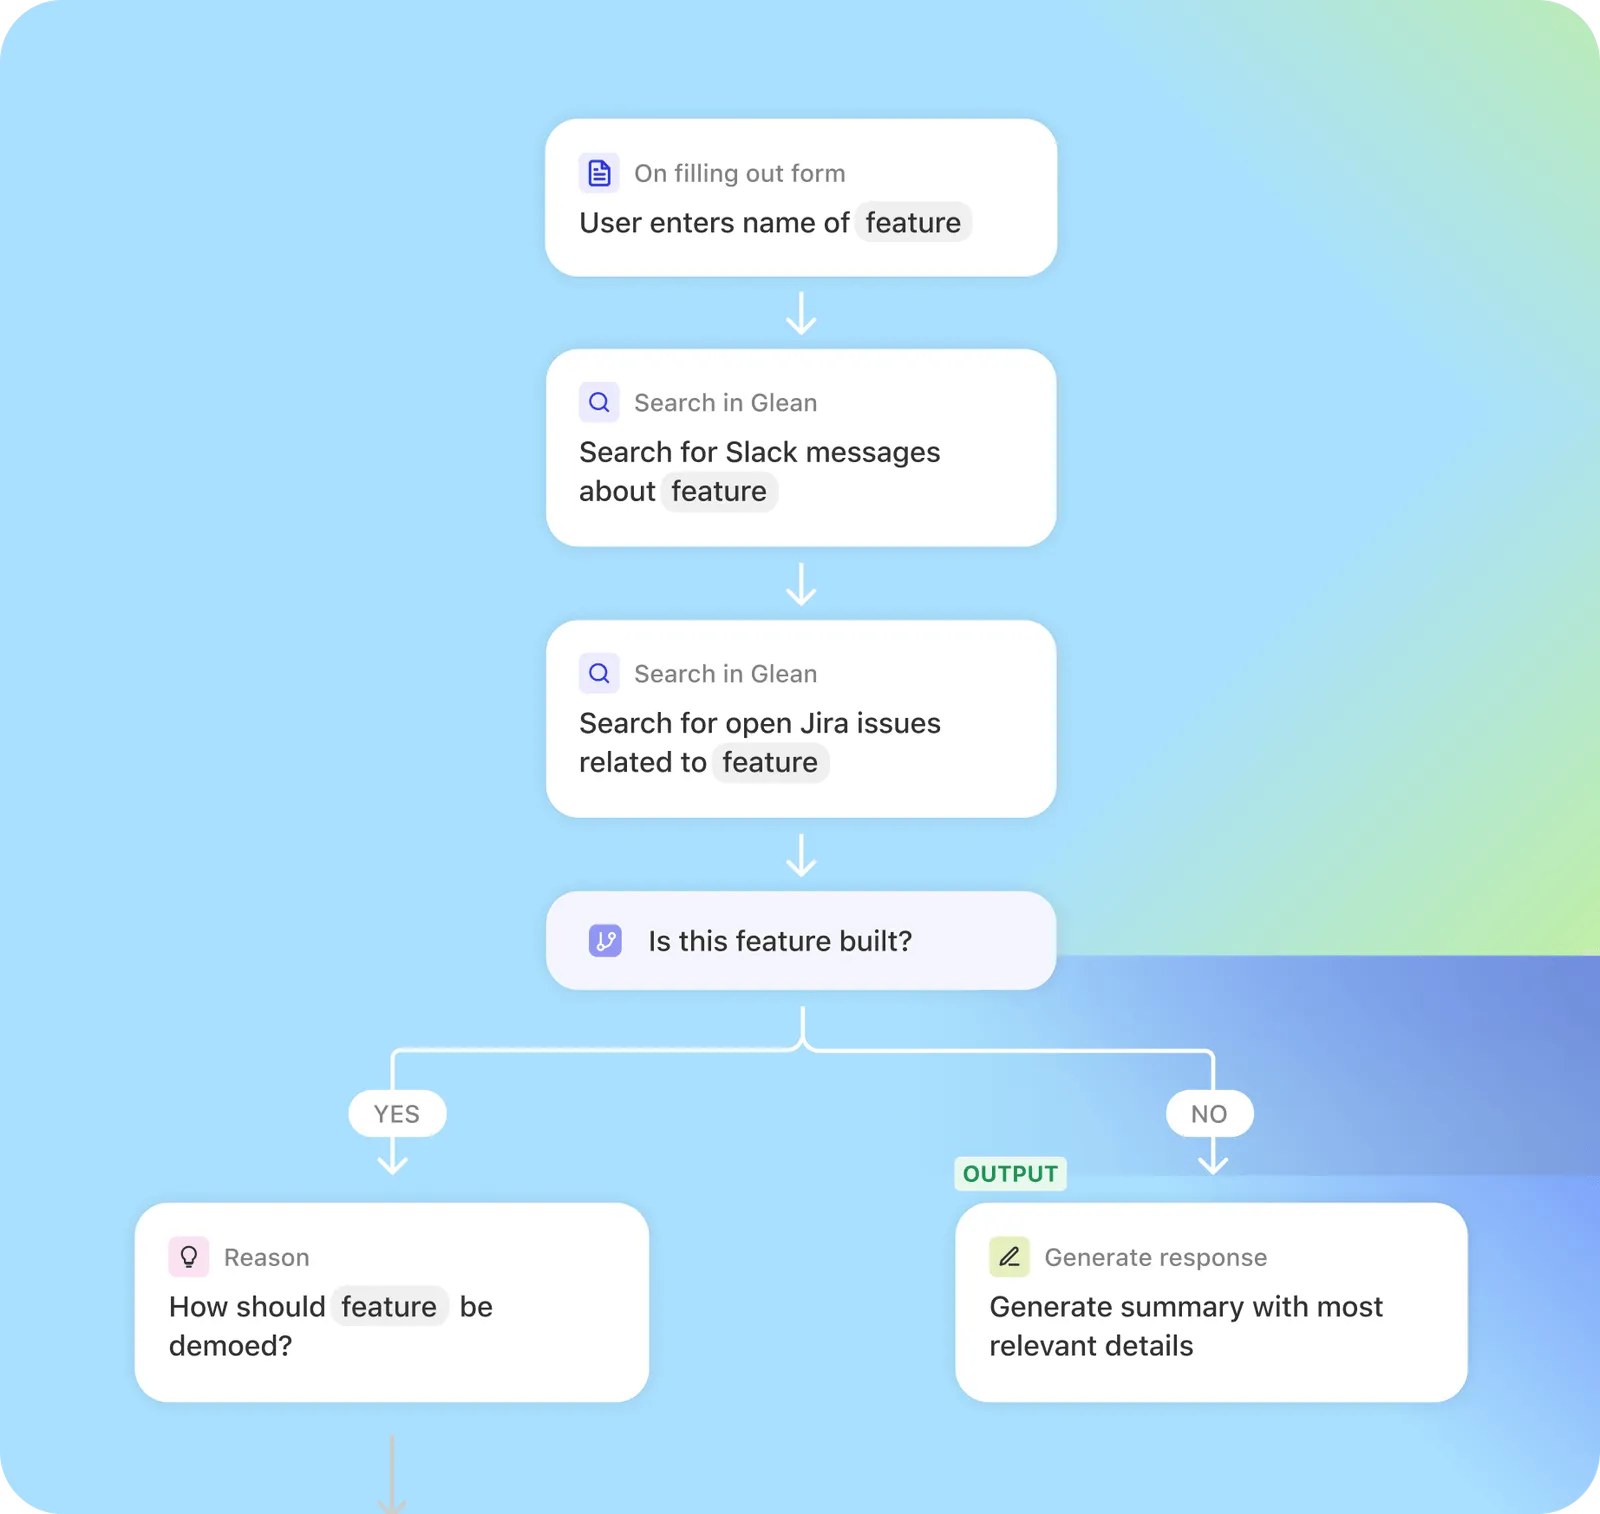 On filling out form
User enters name of feature
Search in Glean
Search for Slack messages
about feature
Search in Glean
Search for open Jira issues
related to feature
Is this feature built?
YES
NO
OUTPUT
Reason
How should feature be
demoed?
Generate response
Generate summary with most
relevant details